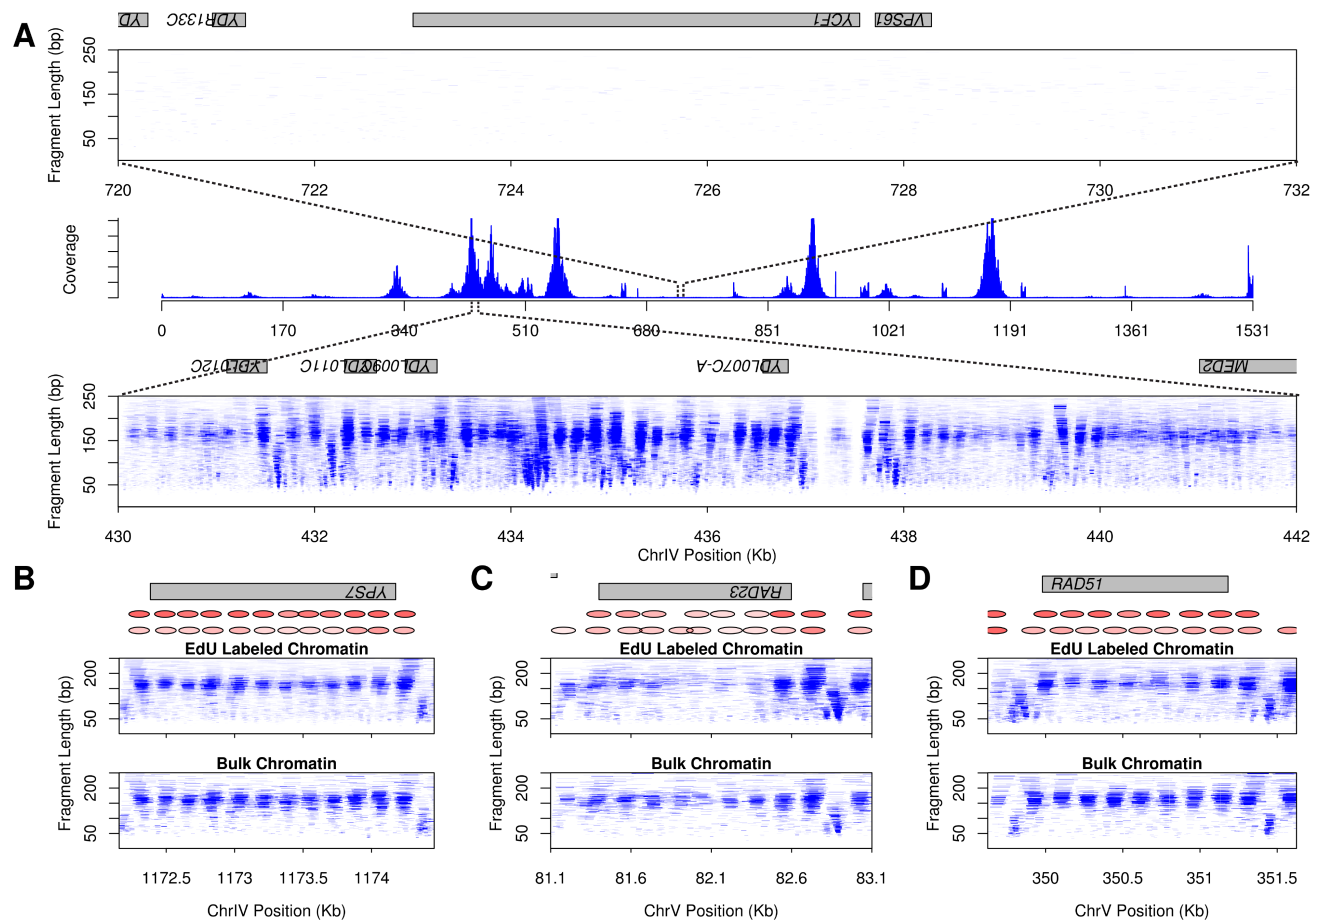 A
YD
YDR133C
YCF1
VPS61
Fragment Length (bp)
50 150 250
720 722 724 726 728 730 732
Coverage
0 170 340 510 680 851 1021 1191 1361 1531
YDL012C
YDL011C
YDL009C
YDL007C-A
MED2
Fragment Length (bp)
50 150 250
430 432 434 436 438 440 442
ChrIV Position (Kb)
B
YPS7
EdU Labeled Chromatin
Fragment Length (bp)
50 200
Bulk Chromatin
50 200
1172.5 1173 1173.5 1174
ChrIV Position (Kb)
C
RAD23
EdU Labeled Chromatin
Fragment Length (bp)
50 200
Bulk Chromatin
50 200
81.1 81.6 82.1 82.6 83.1
ChrV Position (Kb)
D
RAD51
EdU Labeled Chromatin
Fragment Length (bp)
50 200
Bulk Chromatin
50 200
350 350.5 351 351.5
ChrV Position (Kb)